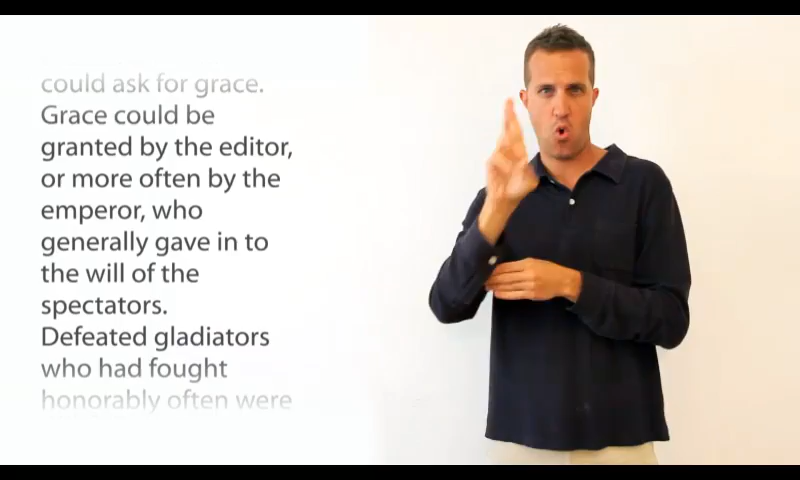 could ask for grace.
Grace could be
granted by the editor,
or more often by the
emperor, who
generally gave in to
the will of the
spectators.
Defeated gladiators
who had fought
honorably often were